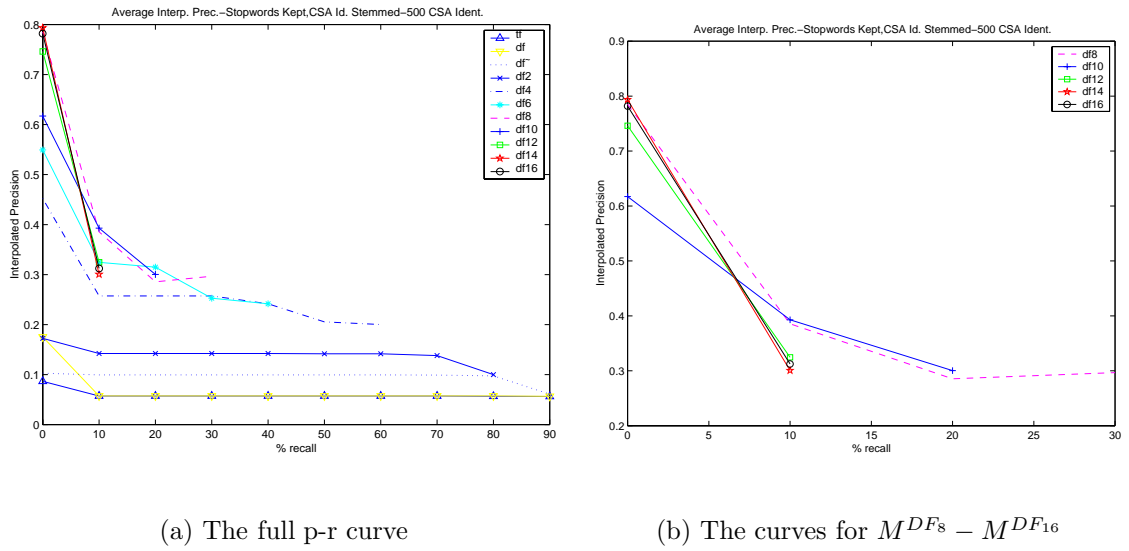 Average Interp. Prec.−Stopwords Kept,CSA Id. Stemmed−500 CSA Ident.
0.8
0.7
0.6
0.5
0.4
0.3
0.2
0.1
0
Interpolated Precision
tf
df
df~
df2
df4
df6
df8
df10
df12
df14
df16
0 10 20 30 40 50 60 70 80 90
% recall
(a) The full p-r curve
Average Interp. Prec.−Stopwords Kept,CSA Id. Stemmed−500 CSA Ident.
0.9
0.8
0.7
0.6
0.5
0.4
0.3
0.2
Interpolated Precision
df8
df10
df12
df14
df16
0 5 10 15 20 25 30
% recall
(b) The curves for M^{DF_8} − M^{DF_{16}}